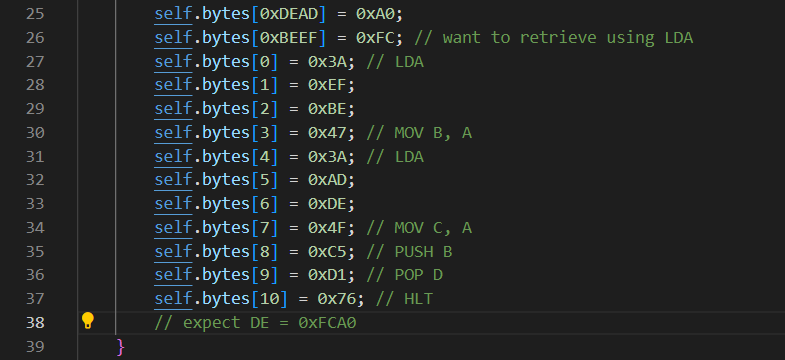 25 self.bytes[0xDEAD] = 0xA0;
26 self.bytes[0xBEEF] = 0xFC; // want to retrieve using LDA
27 self.bytes[0] = 0x3A; // LDA
28 self.bytes[1] = 0xEF;
29 self.bytes[2] = 0xBE;
30 self.bytes[3] = 0x47; // MOV B, A
31 self.bytes[4] = 0x3A; // LDA
32 self.bytes[5] = 0xAD;
33 self.bytes[6] = 0xDE;
34 self.bytes[7] = 0x4F; // MOV C, A
35 self.bytes[8] = 0xC5; // PUSH B
36 self.bytes[9] = 0xD1; // POP D
37 self.bytes[10] = 0x76; // HLT
38 // expect DE = 0xFCA0
39 }